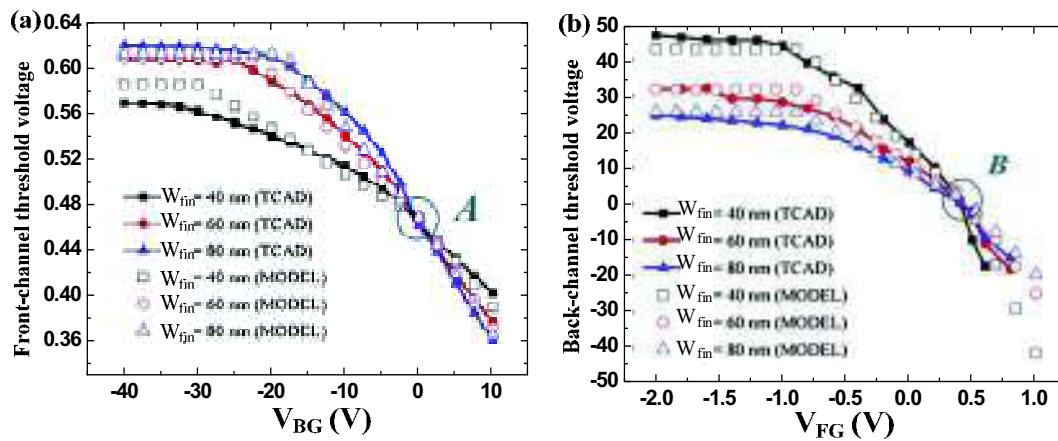 (a)
0.64
0.60
0.56
0.52
0.48
0.44
0.40
0.36
Front-channel threshold voltage
A
Wfin= 40 nm (TCAD)
Wfin= 60 nm (TCAD)
Wfin= 80 nm (TCAD)
Wfin= 40 nm (MODEL)
Wfin= 60 nm (MODEL)
Wfin= 80 nm (MODEL)
-40 -30 -20 -10 0 10
VBG (V)
(b)
50
40
30
20
10
0
-10
-20
-30
-40
-50
Back-channel threshold voltage
B
Wfin= 40 nm (TCAD)
Wfin= 60 nm (TCAD)
Wfin= 80 nm (TCAD)
Wfin= 40 nm (MODEL)
Wfin= 60 nm (MODEL)
Wfin= 80 nm (MODEL)
-2.0 -1.5 -1.0 -0.5 0.0 0.5 1.0
VFG (V)